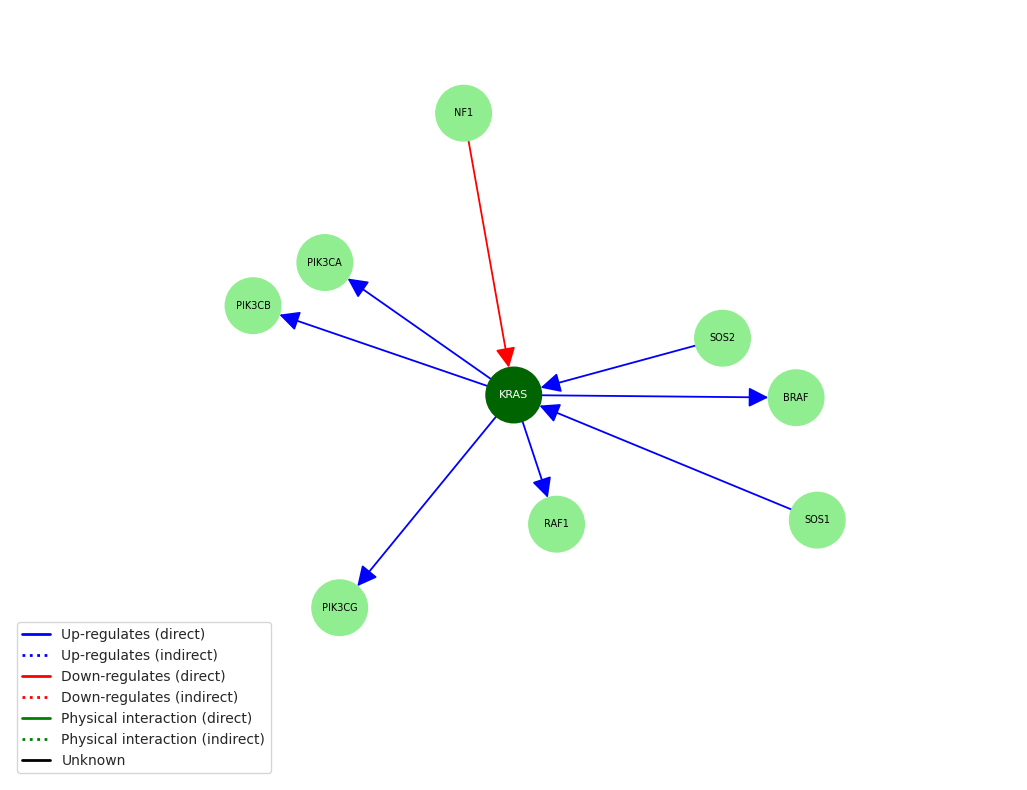 NF1
PIK3CA
PIK3CB
SOS2
KRAS
BRAF
SOS1
RAF1
PIK3CG
Up-regulates (direct)
Up-regulates (indirect)
Down-regulates (direct)
Down-regulates (indirect)
Physical interaction (direct)
Physical interaction (indirect)
Unknown